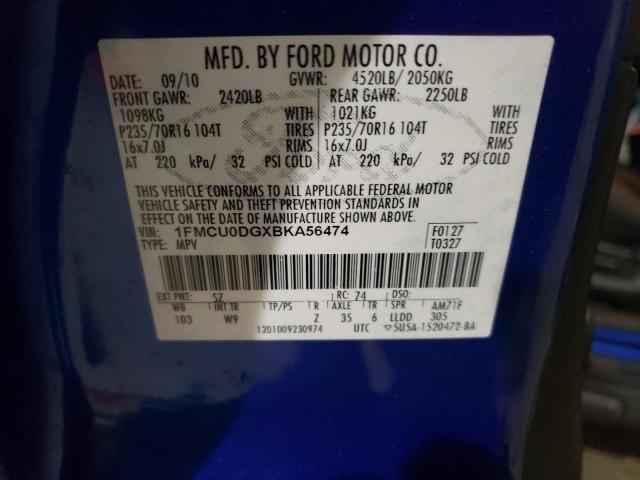 MFD. BY FORD MOTOR CO.
DATE: 09/10 GVWR: 4520LB/ 2050KG
FRONT GAWR: 2420LB REAR GAWR: 2250LB
1098KG WITH 1021KG WITH
P235/70R16 104T TIRES P235/70R16 104T TIRES
16x7.0J RIMS 16x7.0J RIMS
AT 220 kPa/ 32 PSI COLD AT 220 kPa/ 32 PSI COLD
THIS VEHICLE CONFORMS TO ALL APPLICABLE FEDERAL MOTOR
VEHICLE SAFETY AND THEFT PREVENTION STANDARDS IN
EFFECT ON THE DATE OF MANUFACTURE SHOWN ABOVE.
VIN: 1FMCU0DGXBKA56474 F0127
TYPE: MPV T0327
EXT PNT: SZ RC: 74 DSO:
WB INT TR TP/PS R AXLE TR SPR AM71F
103 W9 Z 35 6 LLDD 305
1201009230974 UTC ▽5U5A-1520472-BA